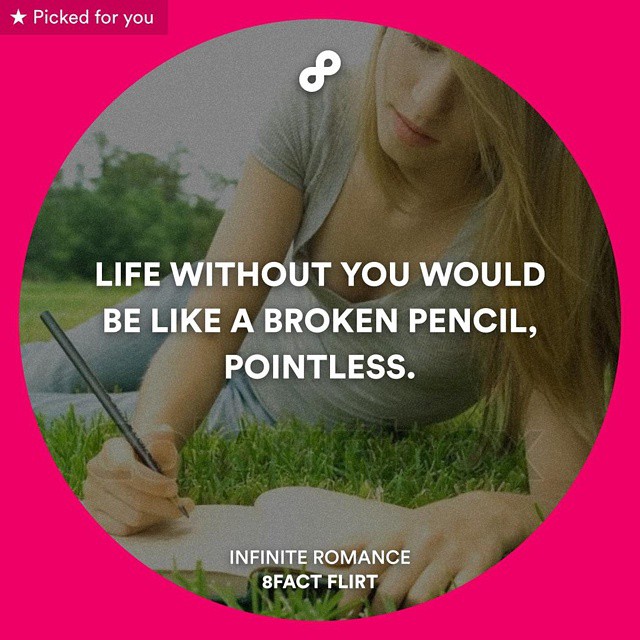 ★ Picked for you
LIFE WITHOUT YOU WOULD
BE LIKE A BROKEN PENCIL,
POINTLESS.
INFINITE ROMANCE
8FACT FLIRT